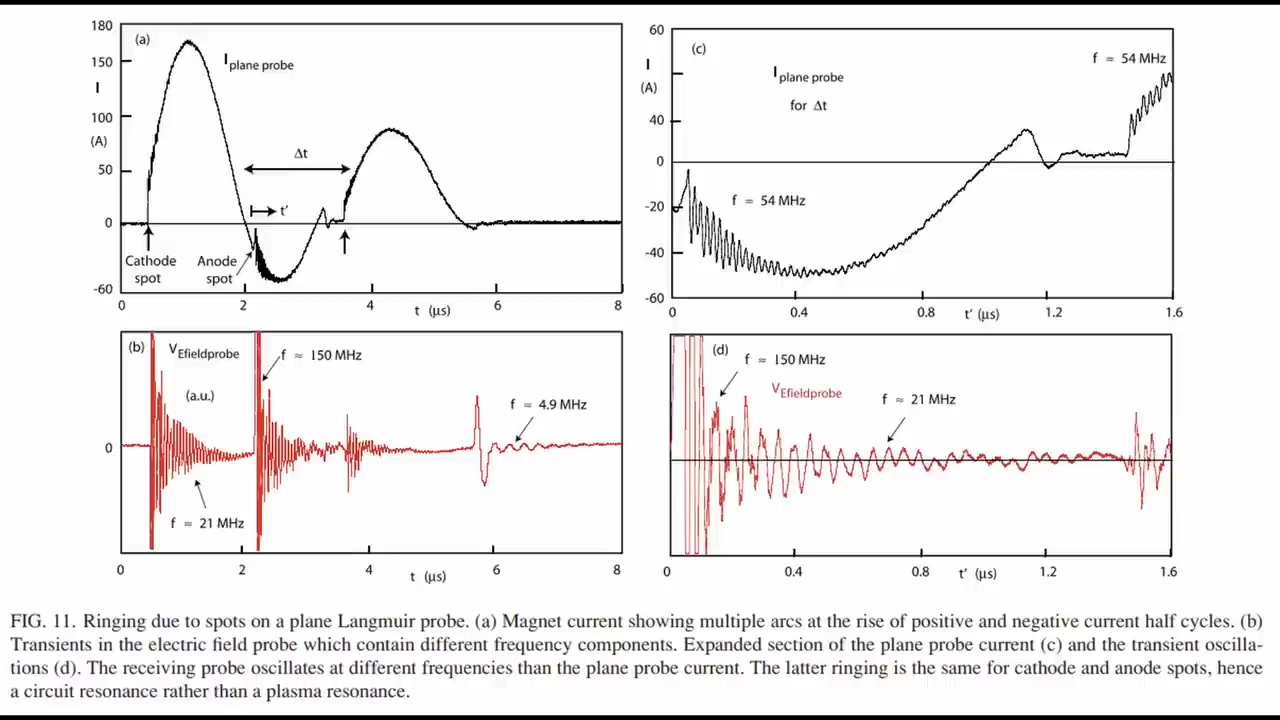 (a)
I plane probe
180
150
I
100
(A)
50
0
-60
Δt
t'
Cathode
spot
Anode
spot
0
2
4
6
8
t (μs)
(c)
60
I
(A)
40
0
-20
-40
-60
I plane probe
for Δt
f = 54 MHz
f = 54 MHz
0
0.4
0.8
1.2
1.6
t' (μs)
(b)
VEfieldprobe
(a.u.)
0
f ≈ 150 MHz
f ≈ 4.9 MHz
f ≈ 21 MHz
0
2
4
6
8
t (μs)
(d)
f ≈ 150 MHz
VEfieldprobe
f ≈ 21 MHz
0
0.4
0.8
1.2
1.6
t' (μs)
FIG. 11. Ringing due to spots on a plane Langmuir probe. (a) Magnet current showing multiple arcs at the rise of positive and negative current half cycles. (b)
Transients in the electric field probe which contain different frequency components. Expanded section of the plane probe current (c) and the transient oscilla-
tions (d). The receiving probe oscillates at different frequencies than the plane probe current. The latter ringing is the same for cathode and anode spots, hence
a circuit resonance rather than a plasma resonance.